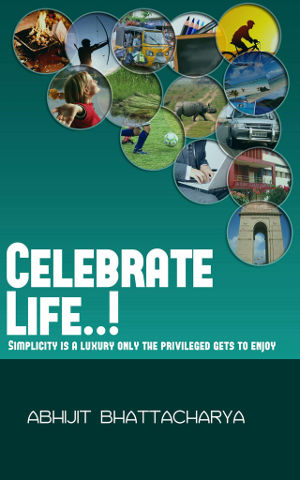 CELEBRATE
LIFE..!
SIMPLICITY IS A LUXURY ONLY THE PRIVILEGED GETS TO ENJOY
ABHIJIT BHATTACHARYA